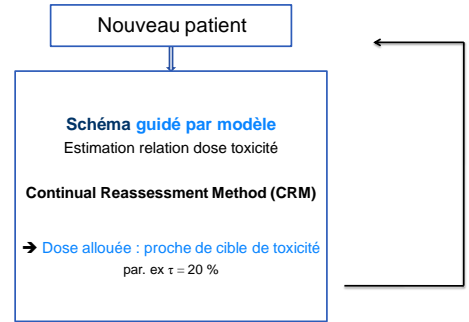 Nouveau patient
Schéma guidé par modèle
Estimation relation dose toxicité
Continual Reassessment Method (CRM)
➔ Dose allouée : proche de cible de toxicité
par. ex τ = 20 %